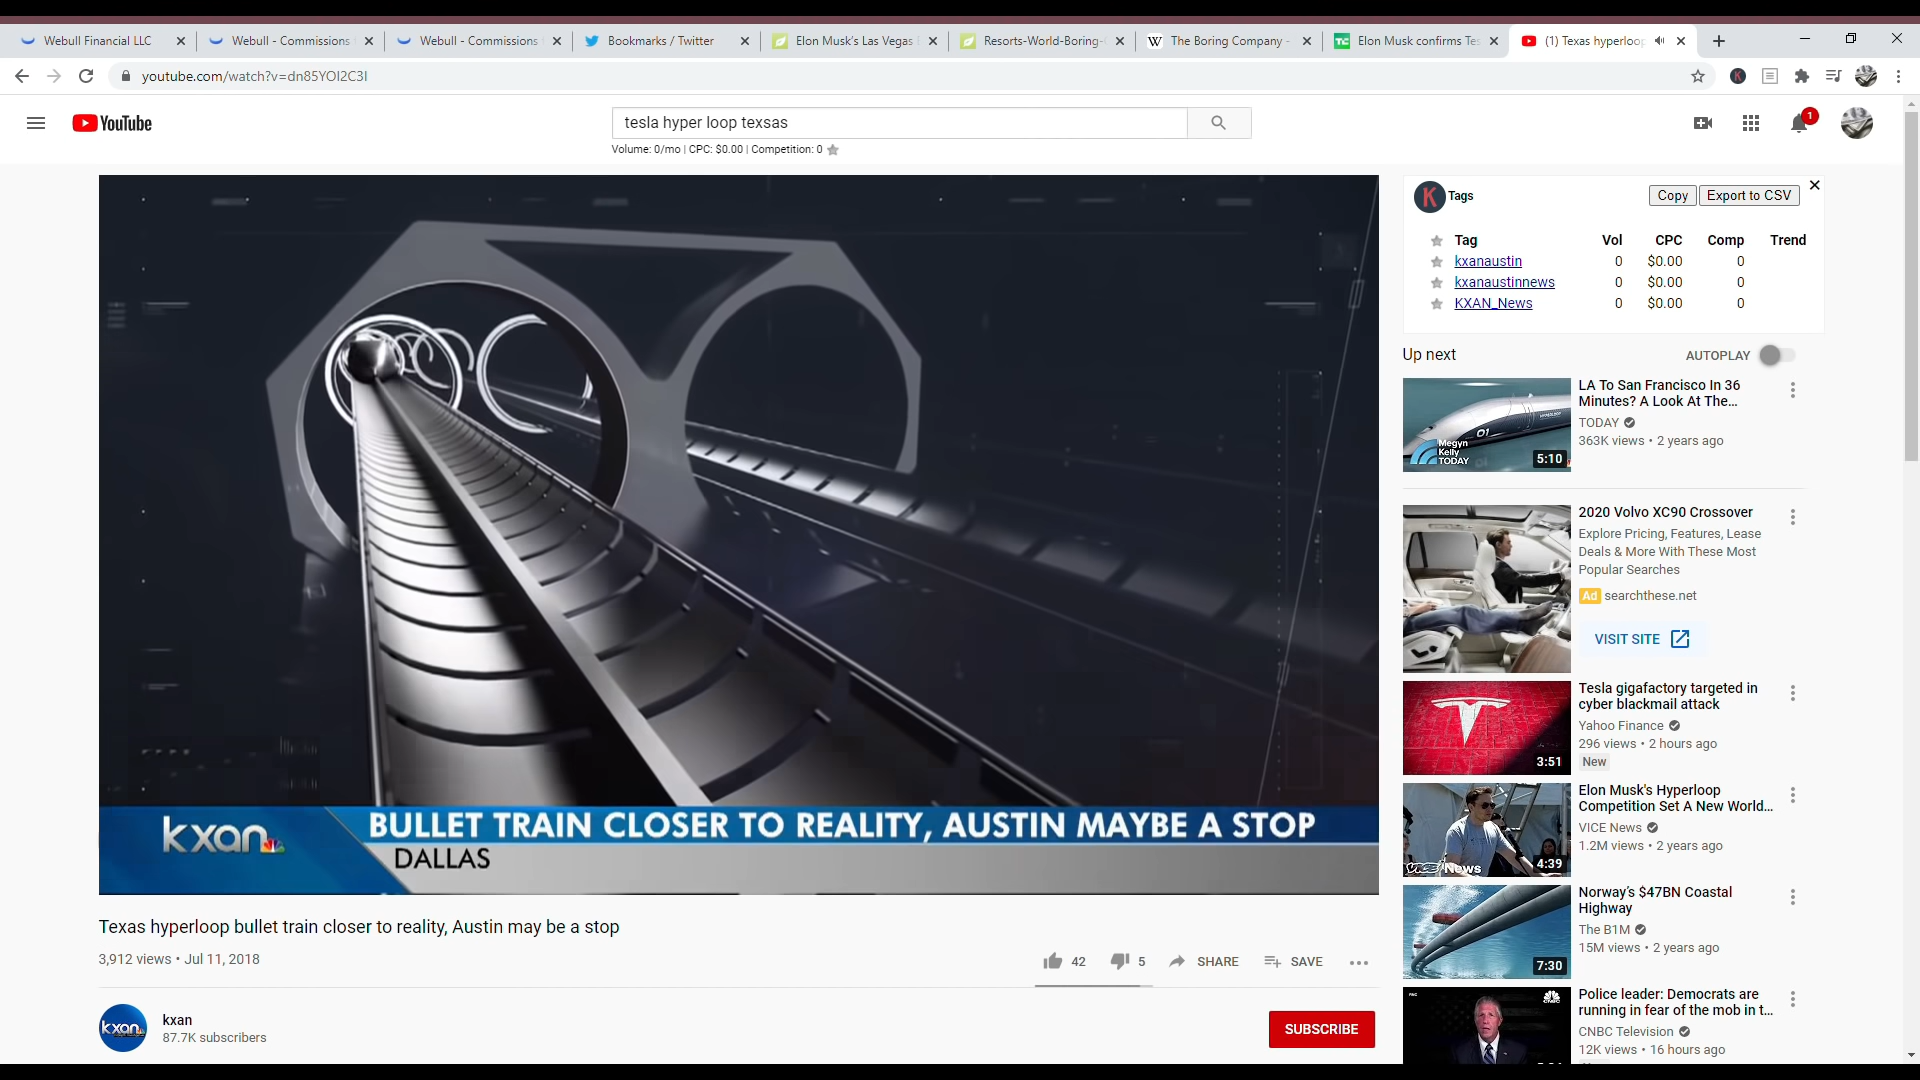 Webull Financial LLC
Webull - Commissions
Webull - Commissions
Bookmarks / Twitter
Elon Musk's Las Vegas
Resorts-World-Boring-
The Boring Company -
Elon Musk confirms Tes
(1) Texas hyperloop
youtube.com/watch?v=dn85YOI2C3I
YouTube
tesla hyper loop texsas
1
Volume: 0/mo | CPC: $0.00 | Competition: 0
K Tags
Copy
Export to CSV
Tag Vol CPC Comp Trend
kxanaustin 0 $0.00 0
kxanaustinnews 0 $0.00 0
KXAN_News 0 $0.00 0
kxan
BULLET TRAIN CLOSER TO REALITY, AUSTIN MAYBE A STOP
DALLAS
Texas hyperloop bullet train closer to reality, Austin may be a stop
3,912 views • Jul 11, 2018
42 5 SHARE SAVE
kxan
kxan
87.7K subscribers
SUBSCRIBE
Up next
AUTOPLAY
01
Megyn
Kelly
TODAY
5:10
LA To San Francisco In 36
Minutes? A Look At The...
TODAY
363K views • 2 years ago
2020 Volvo XC90 Crossover
Explore Pricing, Features, Lease
Deals & More With These Most
Popular Searches
Ad searchthese.net
VISIT SITE
3:51
Tesla gigafactory targeted in
cyber blackmail attack
Yahoo Finance
296 views • 2 hours ago
New
VICE News
4:39
Elon Musk's Hyperloop
Competition Set A New World...
VICE News
1.2M views • 2 years ago
7:30
Norway's $47BN Coastal
Highway
The B1M
15M views • 2 years ago
CNBC
Police leader: Democrats are
running in fear of the mob in t...
CNBC Television
12K views • 16 hours ago